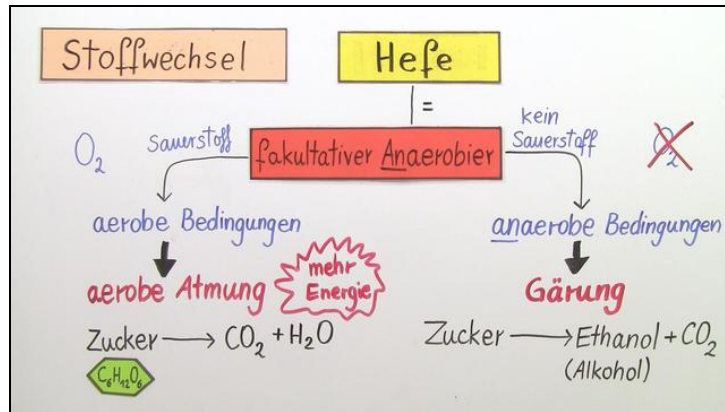 Stoffwechsel
Hefe
=
fakultativer Anaerobier
O₂
Sauerstoff
aerobe Bedingungen
aerobe Atmung
mehr
Energie
Zucker → CO₂ + H₂O
C₆H₁₂O₆
kein
Sauerstoff
O₂
anaerobe Bedingungen
Gärung
Zucker → Ethanol + CO₂
(Alkohol)